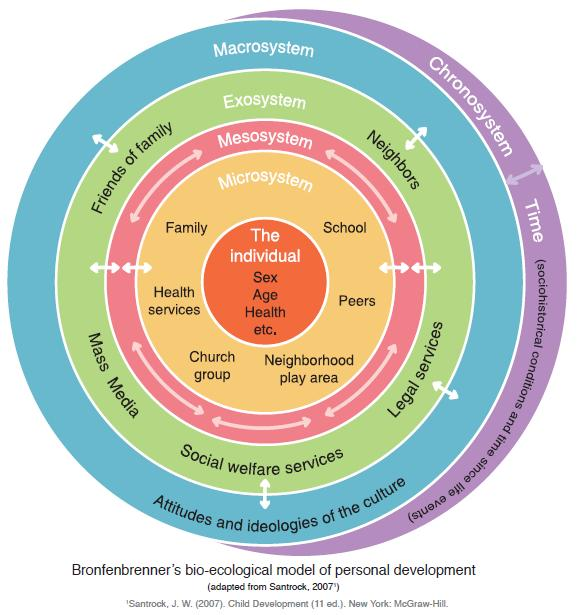 Macrosystem
Chronosystem
Exosystem
Friends of family
Neighbors
Mesosystem
Microsystem
Time
(sociohistorical conditions and time since life events)
Family
School
The
individual
Sex
Age
Health
etc.
Health
services
Peers
Church
group
Neighborhood
play area
Mass Media
Legal services
Social welfare services
Attitudes and ideologies of the culture
Bronfenbrenner's bio-ecological model of personal development
(adapted from Santrock, 2007¹)
¹Santrock, J. W. (2007). Child Development (11 ed.). New York: McGraw-Hill.